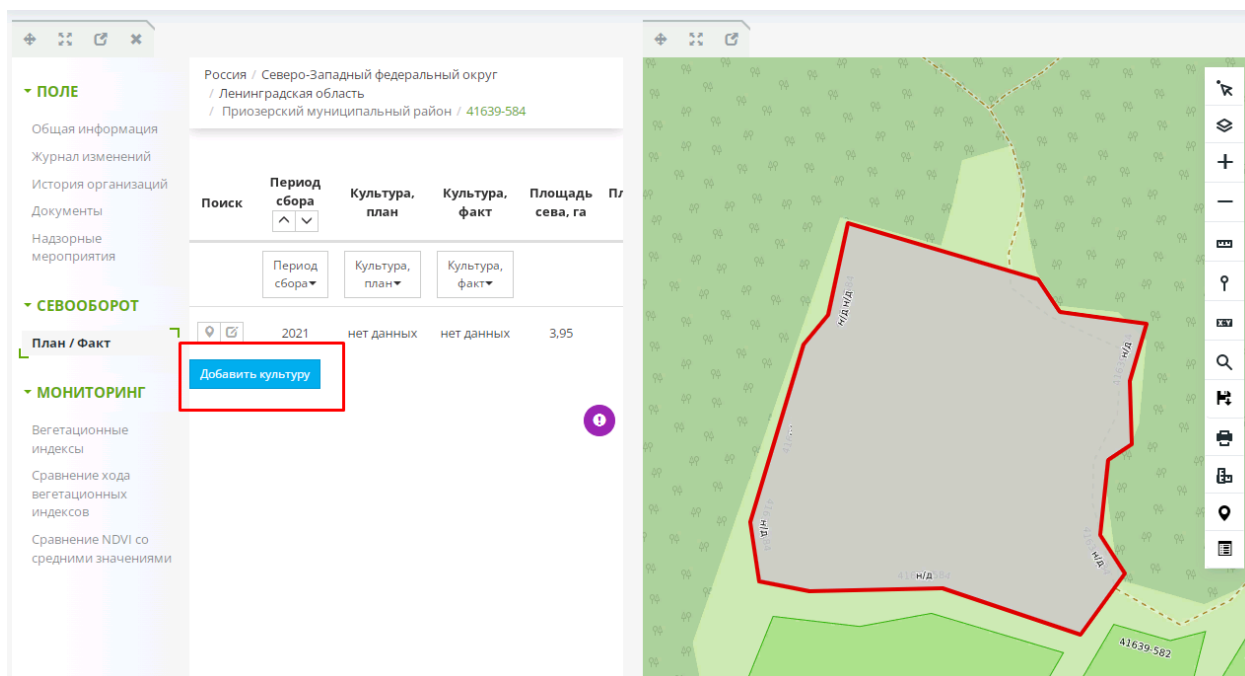 ПОЛЕ
Общая информация
Журнал изменений
История организаций
Документы
Надзорные
мероприятия
СЕВООБОРОТ
План / Факт
МОНИТОРИНГ
Вегетационные
индексы
Сравнение хода
вегетационных
индексов
Сравнение NDVI со
средними значениями
Россия / Северо-Западный федеральный округ
/ Ленинградская область
/ Приозерский муниципальный район / 41639-584
Поиск
Период
сбора
Культура,
план
Культура,
факт
Площадь
сева, га
Период
сбора
Культура,
план
Культура,
факт
2021
нет данных
нет данных
3,95
Добавить культуру
н/д н/д
н/д
н/д
н/д
н/д
41639-582
XY